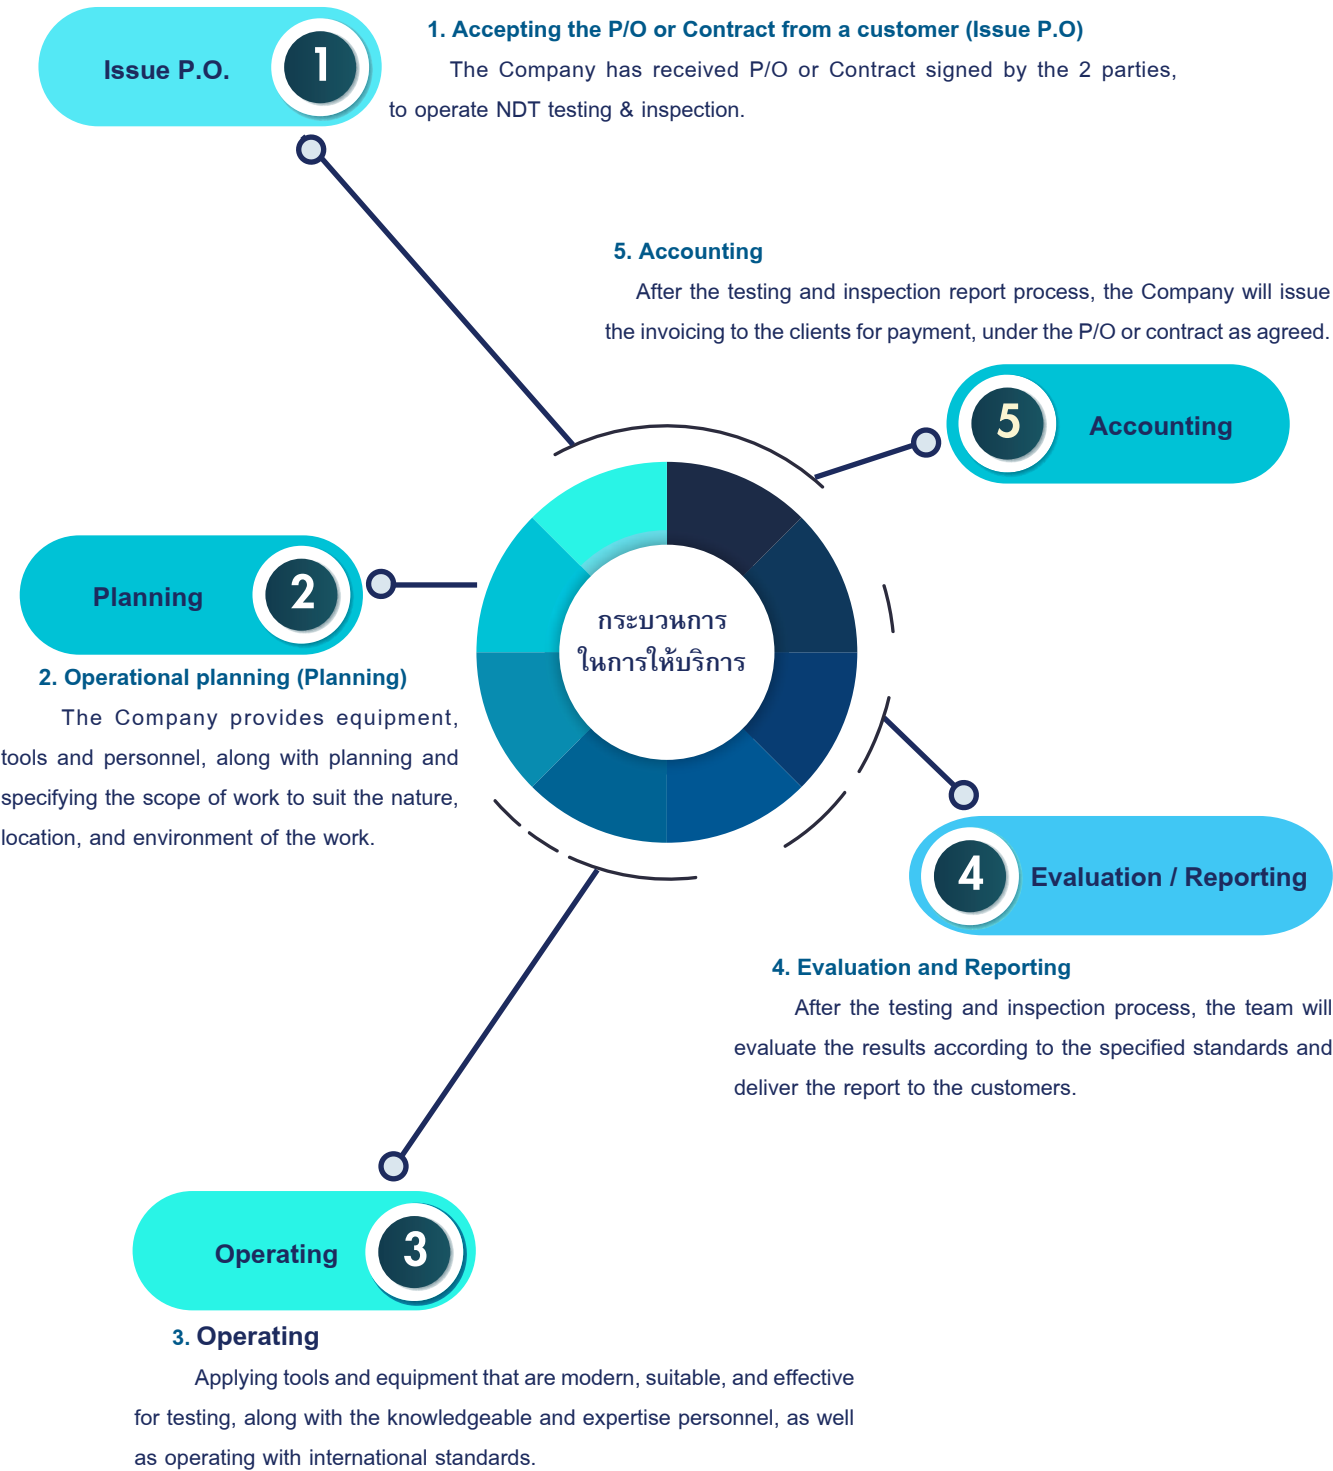 Issue P.O.
1
1. Accepting the P/O or Contract from a customer (Issue P.O)
The Company has received P/O or Contract signed by the 2 parties,
to operate NDT testing & inspection.
5. Accounting
After the testing and inspection report process, the Company will issue
the invoicing to the clients for payment, under the P/O or contract as agreed.
5
Accounting
Planning
2
กระบวนการ
ในการให้บริการ
2. Operational planning (Planning)
The Company provides equipment,
tools and personnel, along with planning and
specifying the scope of work to suit the nature,
location, and environment of the work.
4
Evaluation / Reporting
4. Evaluation and Reporting
After the testing and inspection process, the team will
evaluate the results according to the specified standards and
deliver the report to the customers.
Operating
3
3. Operating
Applying tools and equipment that are modern, suitable, and effective
for testing, along with the knowledgeable and expertise personnel, as well
as operating with international standards.